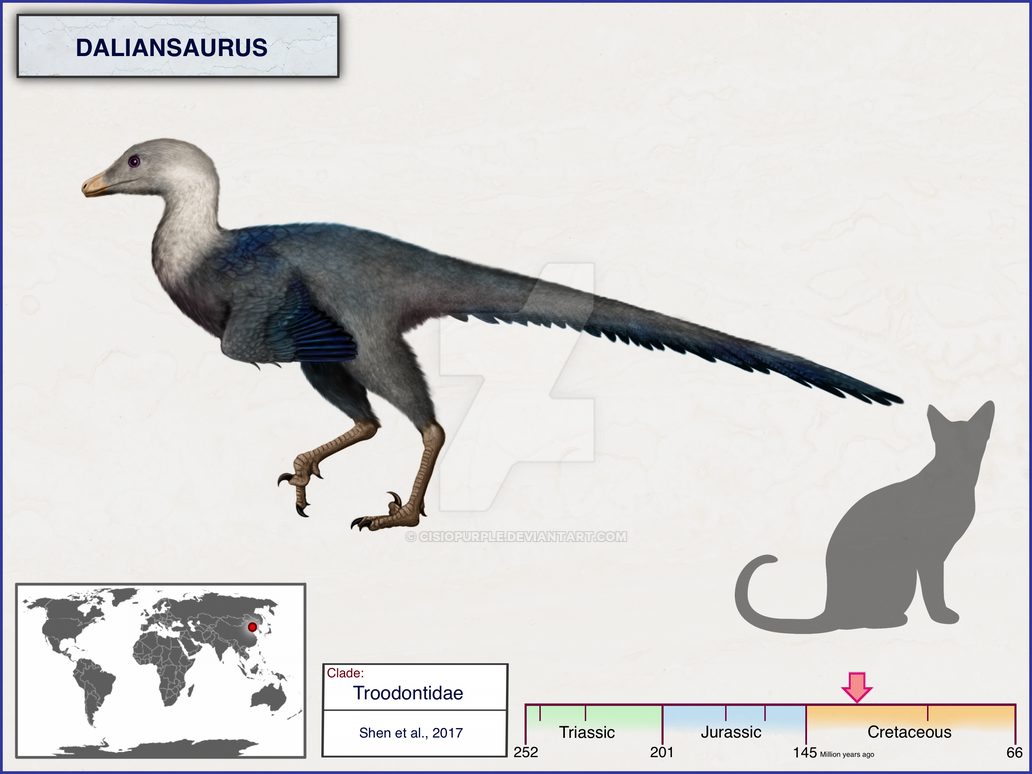 DALIANSAURUS
© CISIOPURPLE.DEVIANTART.COM
Clade:
Troodontidae
Shen et al., 2017
Triassic
Jurassic
Cretaceous
252
201
145
Million years ago
66